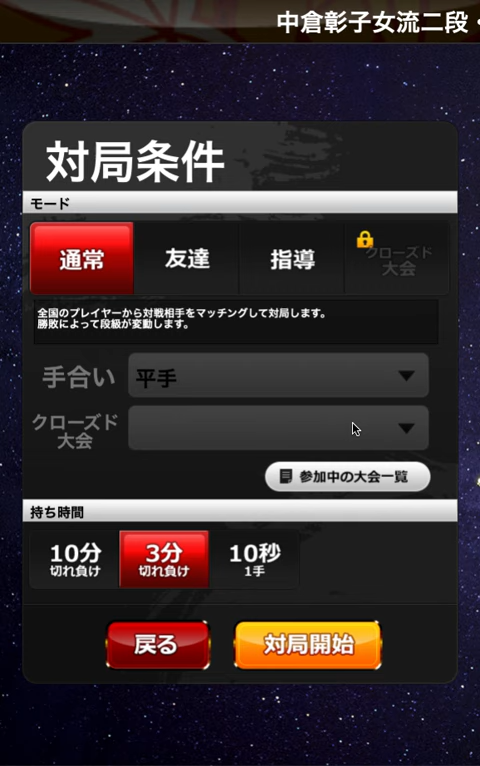 中倉彰子女流二段・
対局条件
モード
通常 友達 指導 クローズド
大会
全国のプレイヤーから対戦相手をマッチングして対局します。
勝敗によって段級が変動します。
手合い 平手
クローズド
大会
参加中の大会一覧
持ち時間
10分 3分 10秒
切れ負け 切れ負け 1手
戻る 対局開始